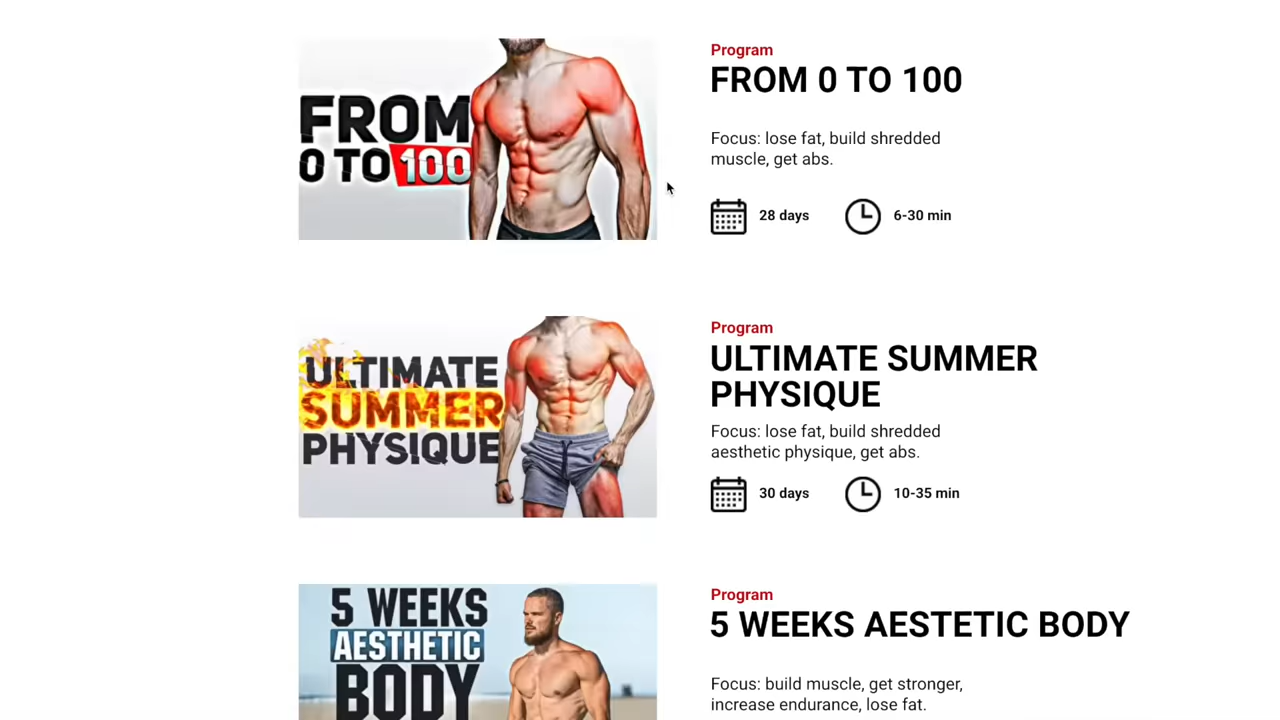 FROM
0 TO 100
Program
FROM 0 TO 100
Focus: lose fat, build shredded
muscle, get abs.
28 days
6-30 min
ULTIMATE
SUMMER
PHYSIQUE
Program
ULTIMATE SUMMER
PHYSIQUE
Focus: lose fat, build shredded
aesthetic physique, get abs.
30 days
10-35 min
5 WEEKS
AESTHETIC
BODY
Program
5 WEEKS AESTETIC BODY
Focus: build muscle, get stronger,
increase endurance, lose fat.